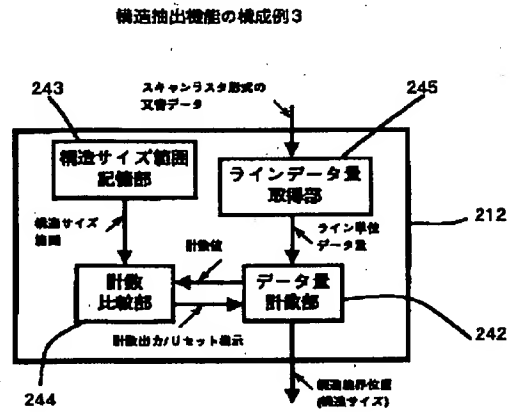 構造抽出機能の構成例3
243
スキャンラスタ形式の
文書データ
245
構造サイズ範囲
記憶部
ラインデータ量
取得部
212
構造サイズ
範囲
計数値
ライン単位
データ量
計数
比較部
データ量
計数部
計数出力/リセット指示
242
244
構造境界位置
(構造サイズ)